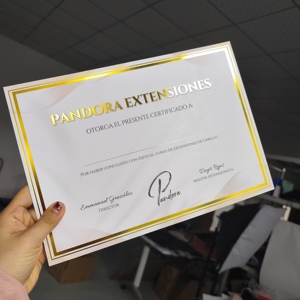 PANDORA EXTENSIONES
OTORGA EL PRESENTE CERTIFICADO A:
POR HABER CONCLUIDO CON ÉXITO EL CURSO DE EXTENSIONES DE CABELLO
Emmanuel González
DIRECTOR
Pandora